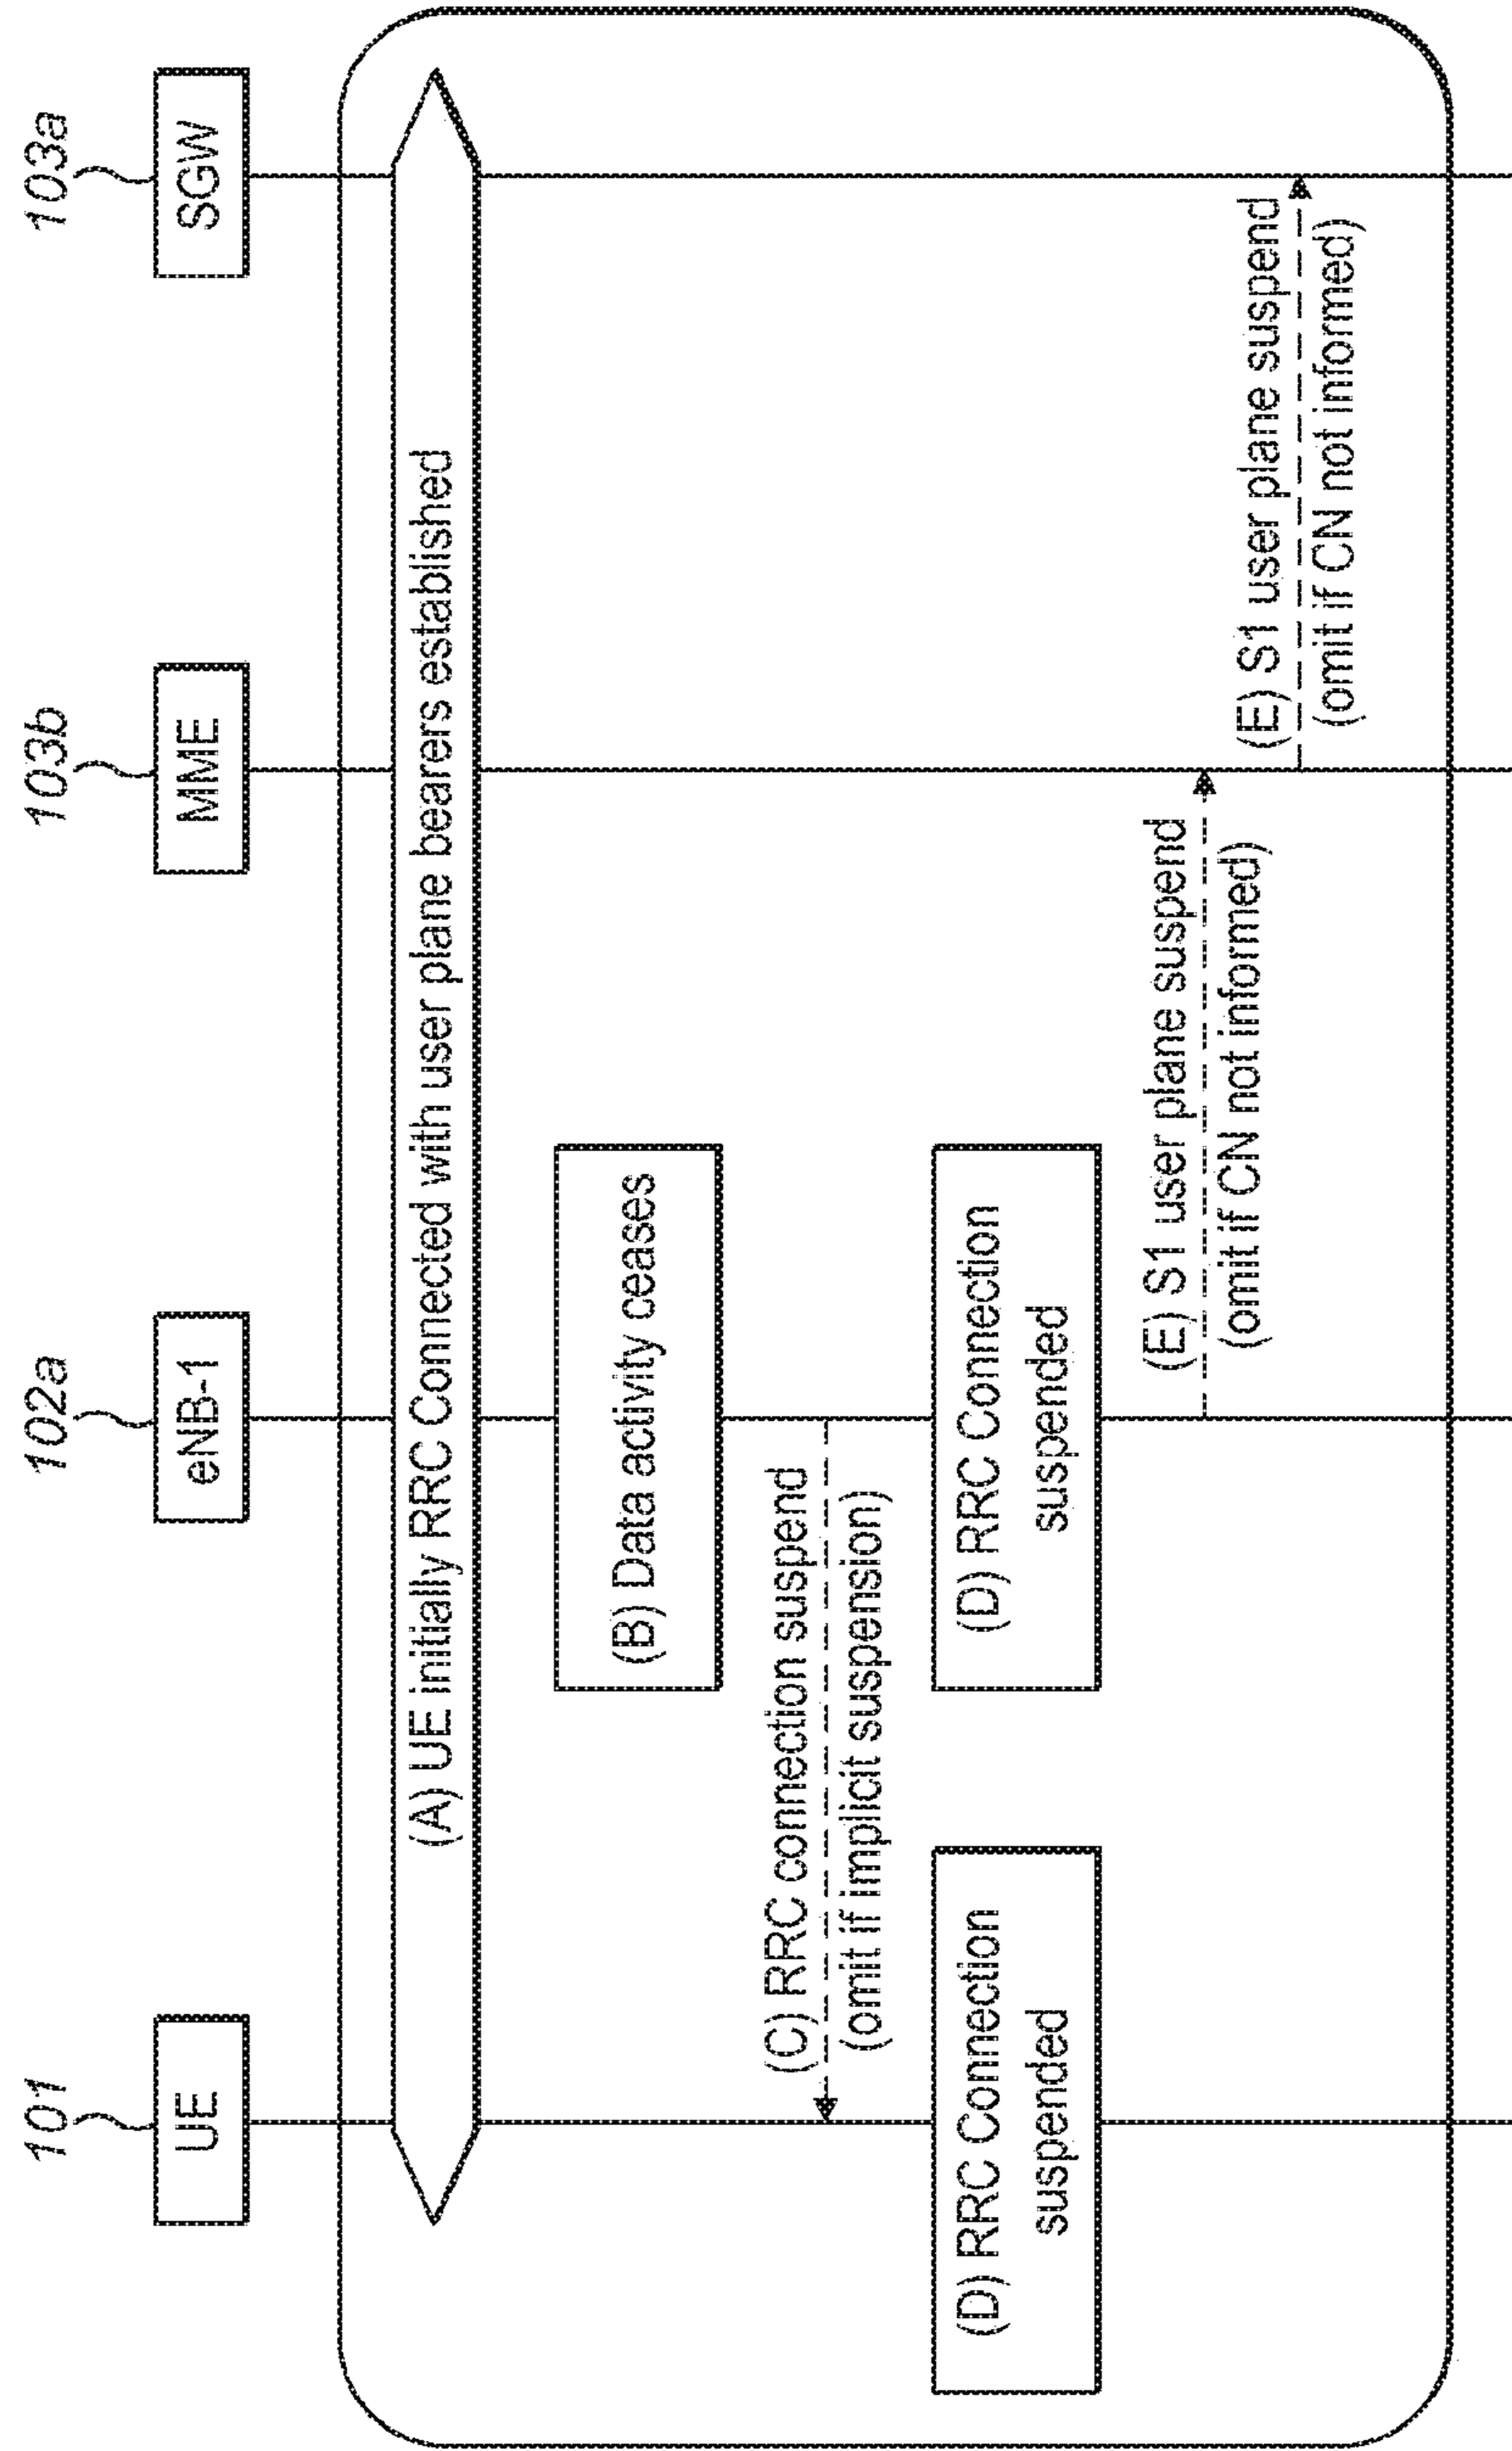 101
102a
103b
103a
UE
eNB-1
MME
SGW
(A) UE initially RRC Connected with user plane bearers established
(B) Data activity ceases
(C) RRC connection suspend
(omit if implicit suspension)
(D) RRC Connection
suspended
(D) RRC Connection
suspended
(E) S1 user plane suspend
(omit if CN not informed)
(E) S1 user plane suspend
(omit if CN not informed)